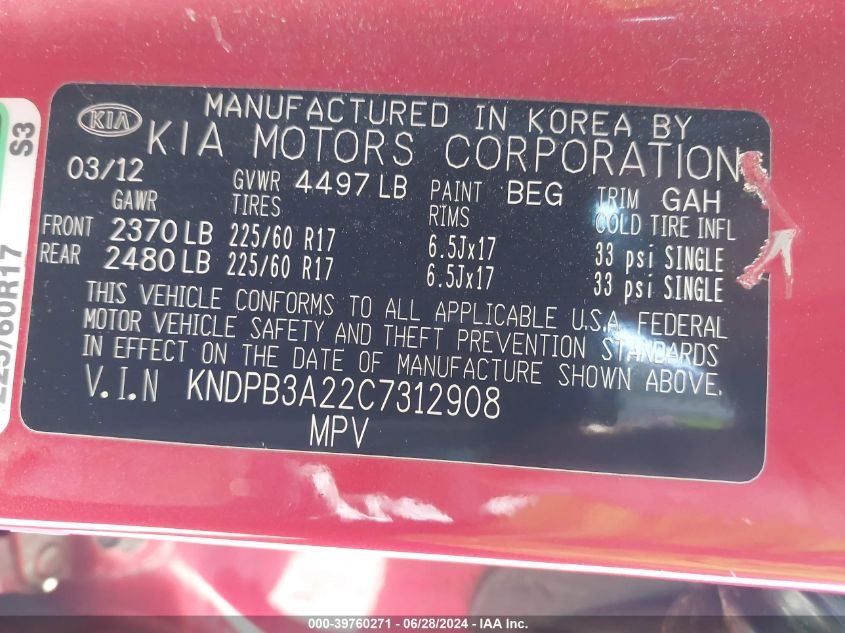 KIA
MANUFACTURED IN KOREA BY
KIA MOTORS CORPORATION
03/12 GVWR 4497 LB PAINT BEG TRIM GAH
GAWR TIRES RIMS COLD TIRE INFL
FRONT 2370 LB 225/60 R17 6.5Jx17 33 psi SINGLE
REAR 2480 LB 225/60 R17 6.5Jx17 33 psi SINGLE
THIS VEHICLE CONFORMS TO ALL APPLICABLE U.S.A. FEDERAL
MOTOR VEHICLE SAFETY AND THEFT PREVENTION STANDARDS
IN EFFECT ON THE DATE OF MANUFACTURE SHOWN ABOVE.
V.I.N KNDPB3A22C7312908
MPV
S3
225/60R17
000-39760271 - 06/28/2024 - IAA Inc.